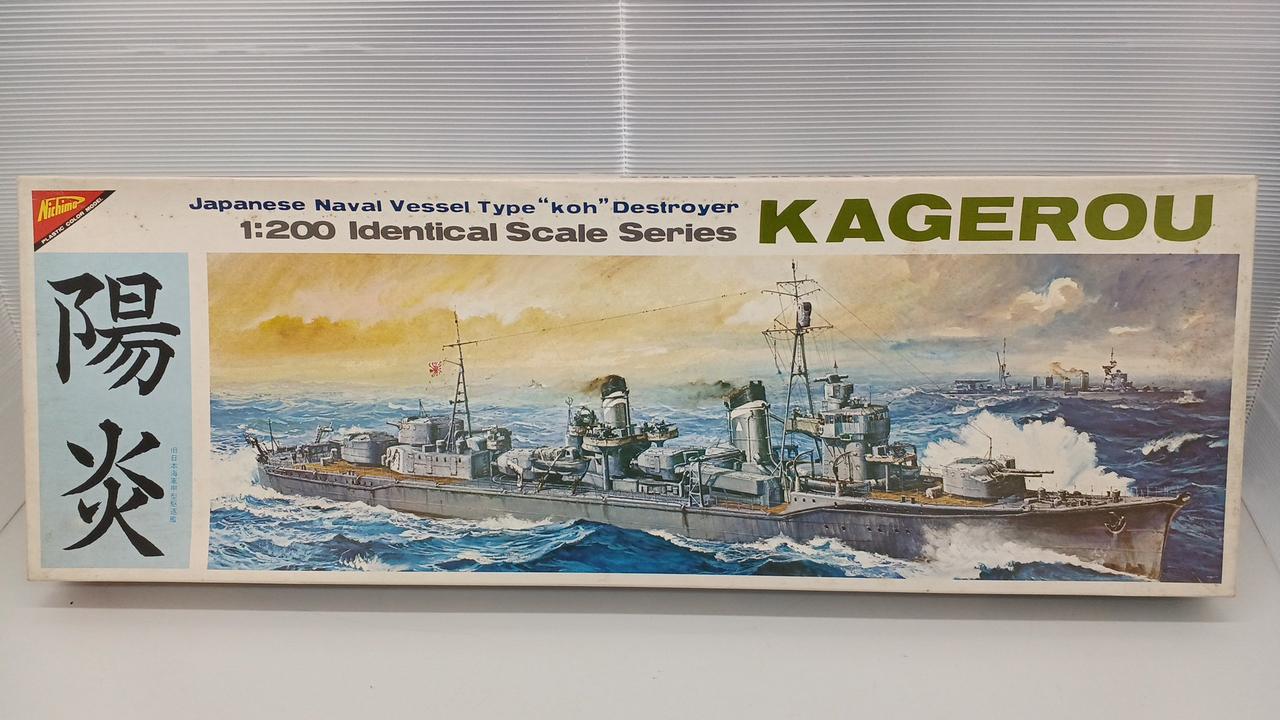 Nichimo
PLASTIC COLOR MODEL
Japanese Naval Vessel Type "koh" Destroyer
1:200 Identical Scale Series
KAGEROU
陽炎
旧日本海軍甲型駆逐艦